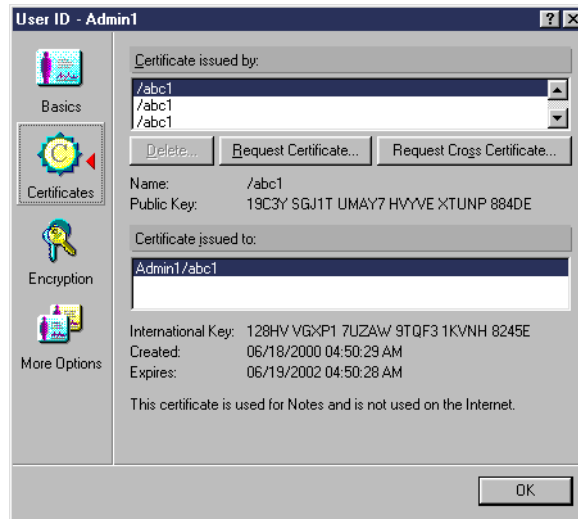 User ID - Admin1
Basics
Certificates
Encryption
More Options
Certificate issued by:
/abc1
/abc1
/abc1
Delete...
Request Certificate...
Request Cross Certificate...
Name: /abc1
Public Key: 19C3Y SGJ1T UMAY7 HVYVE XTUNP 884DE
Certificate issued to:
Admin1/abc1
International Key: 128HV VGXP1 7UZAW 9TQF3 1KVNH 8245E
Created: 06/18/2000 04:50:29 AM
Expires: 06/19/2002 04:50:28 AM
This certificate is used for Notes and is not used on the Internet.
OK